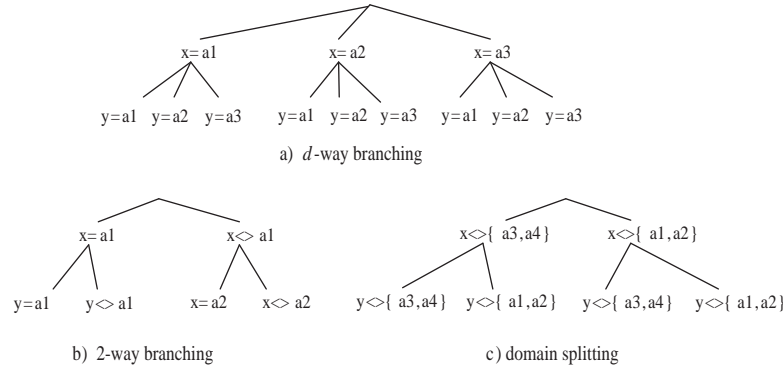 x=a1 x=a2 x=a3
y=a1 y=a2 y=a3 y=a1 y=a2 y=a3 y=a1 y=a2 y=a3
a) d-way branching
x=a1 x<>a1 x<>{ a3,a4} x<>{ a1,a2}
y=a1 y<>a1 x=a2 x<>a2 y<>{ a3,a4} y<>{ a1,a2} y<>{ a3,a4} y<>{ a1,a2}
b) 2-way branching c) domain splitting